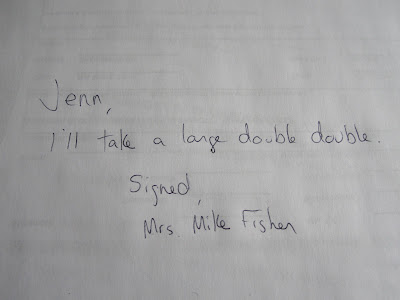 Jenn,
I'll take a large double double.
Signed,
Mrs. Mike Fisher